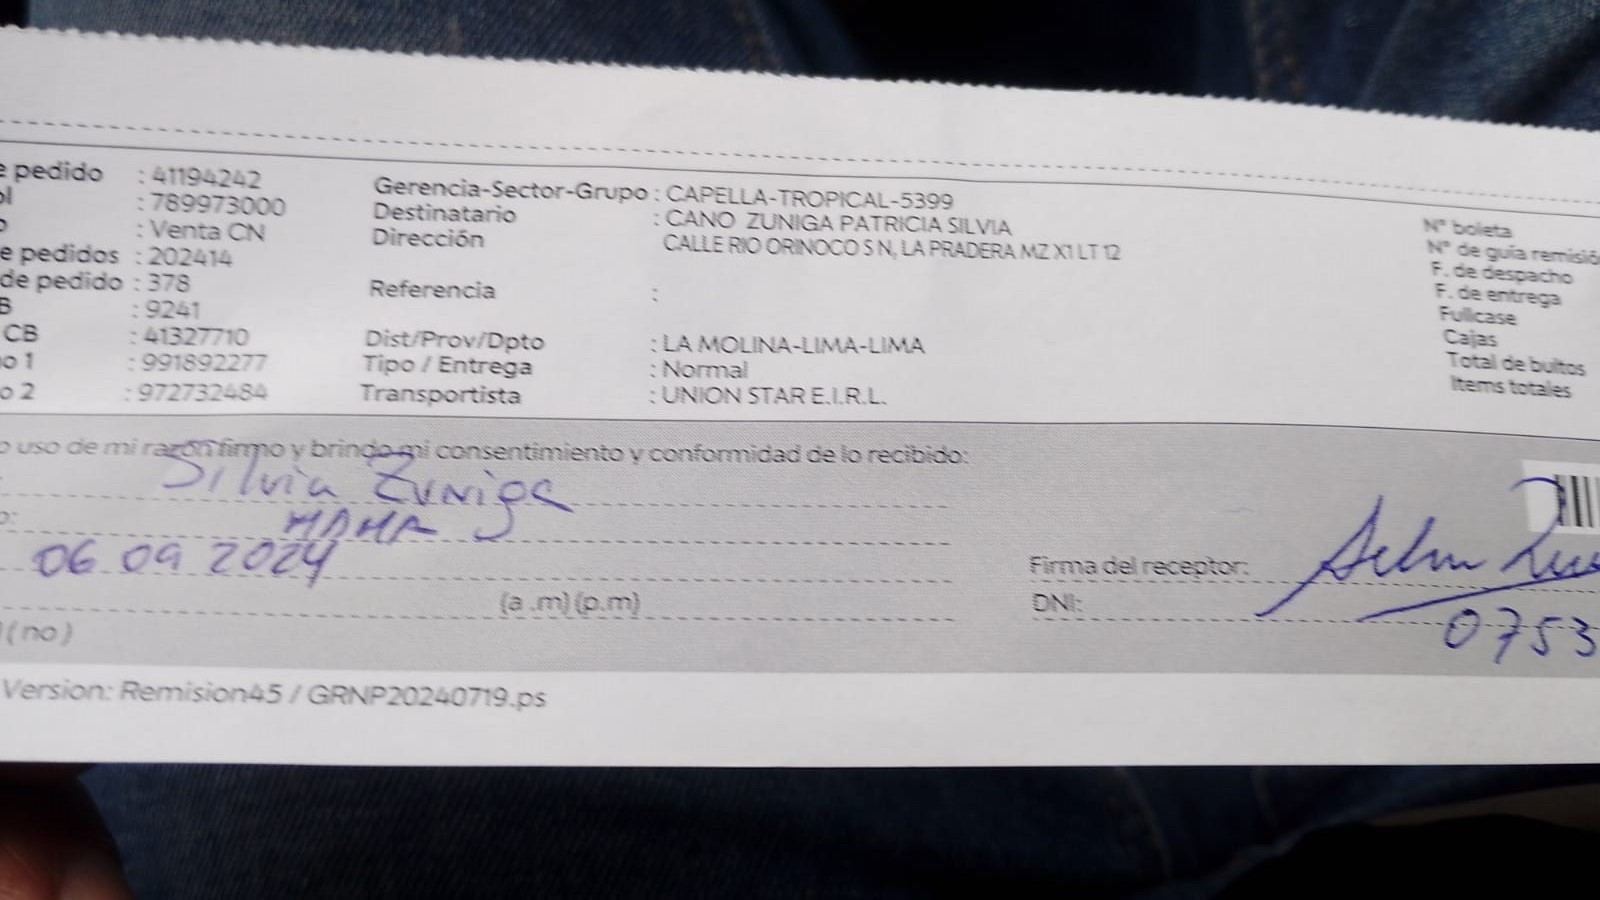 e pedido : 41194242
ol : 789973000
o : Venta CN
e pedidos : 202414
de pedido : 378
B : 9241
CB : 41327710
o 1 : 991892277
o 2 : 972732484
Gerencia-Sector-Grupo : CAPELLA-TROPICAL-5399
Destinatario : CANO ZUNIGA PATRICIA SILVIA
Dirección CALLE RIO ORINOCO S N, LA PRADERA MZ X1 LT 12
Referencia :
Dist/Prov/Dpto : LA MOLINA-LIMA-LIMA
Tipo / Entrega : Normal
Transportista : UNION STAR E.I.R.L.
N° boleta
N° de guía remisió
F. de despacho
F. de entrega
Fullcase
Cajas
Total de bultos
Items totales
o uso de mi razón firmo y brindo mi consentimiento y conformidad de lo recibido:
Silvia Zuniga
o: MAMA
06 09 2024
(a .m) (p.m)
(no)
Firma del receptor:
DNI: 0753
Version: Remision45 / GRNP20240719.ps